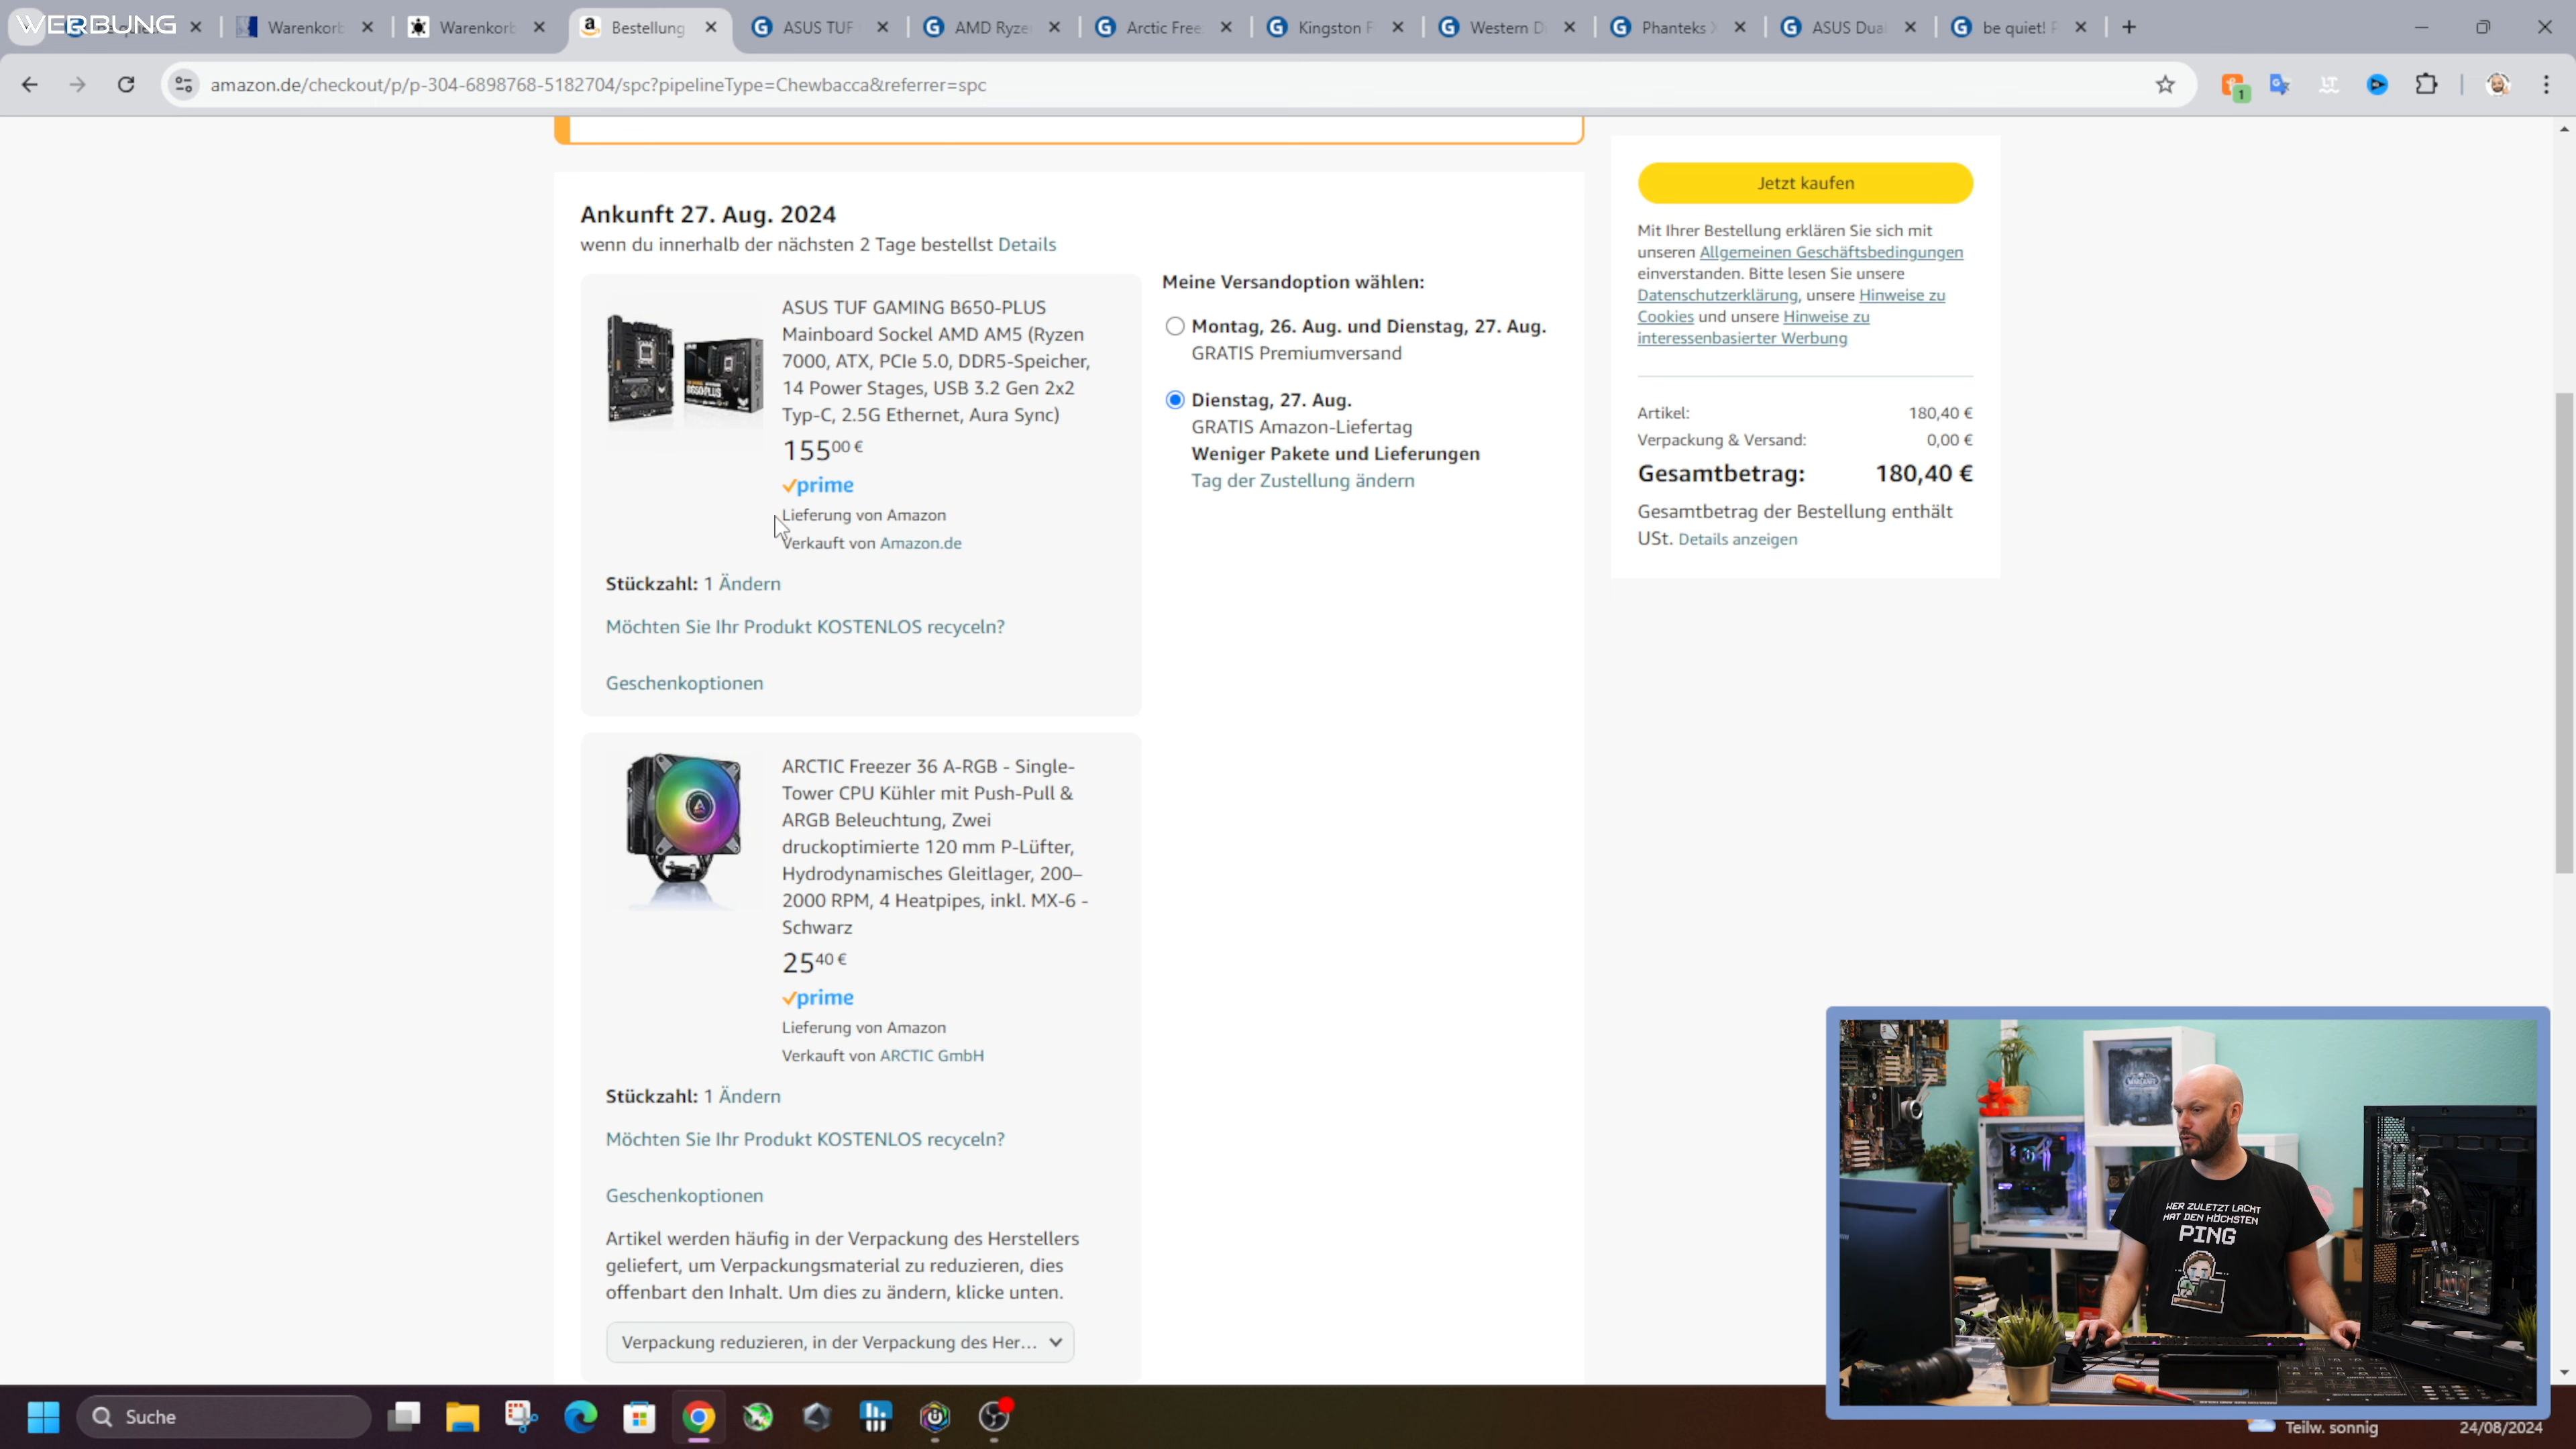 WERBUNG
Warenkorb
Warenkorb
Bestellung
ASUS TUF
AMD Ryze
Arctic Free
Kingston F
Western D
Phanteks
ASUS Dua
be quiet!
amazon.de/checkout/p/p-304-6898768-5182704/spc?pipelineType=Chewbacca&referrer=spc
1
Ankunft 27. Aug. 2024
wenn du innerhalb der nächsten 2 Tage bestellst Details
ASUS TUF GAMING B650-PLUS
Mainboard Sockel AMD AM5 (Ryzen
7000, ATX, PCIe 5.0, DDR5-Speicher,
14 Power Stages, USB 3.2 Gen 2x2
Typ-C, 2.5G Ethernet, Aura Sync)
15500 €
prime
Lieferung von Amazon
Verkauft von Amazon.de
Stückzahl: 1 Ändern
Möchten Sie Ihr Produkt KOSTENLOS recyceln?
Geschenkoptionen
ARCTIC Freezer 36 A-RGB - Single-
Tower CPU Kühler mit Push-Pull &
ARGB Beleuchtung, Zwei
druckoptimierte 120 mm P-Lüfter,
Hydrodynamisches Gleitlager, 200–
2000 RPM, 4 Heatpipes, inkl. MX-6 -
Schwarz
2540 €
prime
Lieferung von Amazon
Verkauft von ARCTIC GmbH
Stückzahl: 1 Ändern
Möchten Sie Ihr Produkt KOSTENLOS recyceln?
Geschenkoptionen
Artikel werden häufig in der Verpackung des Herstellers
geliefert, um Verpackungsmaterial zu reduzieren, dies
offenbart den Inhalt. Um dies zu ändern, klicke unten.
Verpackung reduzieren, in der Verpackung des Her...
Meine Versandoption wählen:
Montag, 26. Aug. und Dienstag, 27. Aug.
GRATIS Premiumversand
Dienstag, 27. Aug.
GRATIS Amazon-Liefertag
Weniger Pakete und Lieferungen
Tag der Zustellung ändern
Jetzt kaufen
Mit Ihrer Bestellung erklären Sie sich mit
unseren Allgemeinen Geschäftsbedingungen
einverstanden. Bitte lesen Sie unsere
Datenschutzerklärung, unsere Hinweise zu
Cookies und unsere Hinweise zu
interessenbasierter Werbung
Artikel: 180,40 €
Verpackung & Versand: 0,00 €
Gesamtbetrag: 180,40 €
Gesamtbetrag der Bestellung enthält
USt. Details anzeigen
WER ZULETZT LACHT
HAT DEN HÖCHSTEN
PING
Suche
Teilw. sonnig
24/08/2024